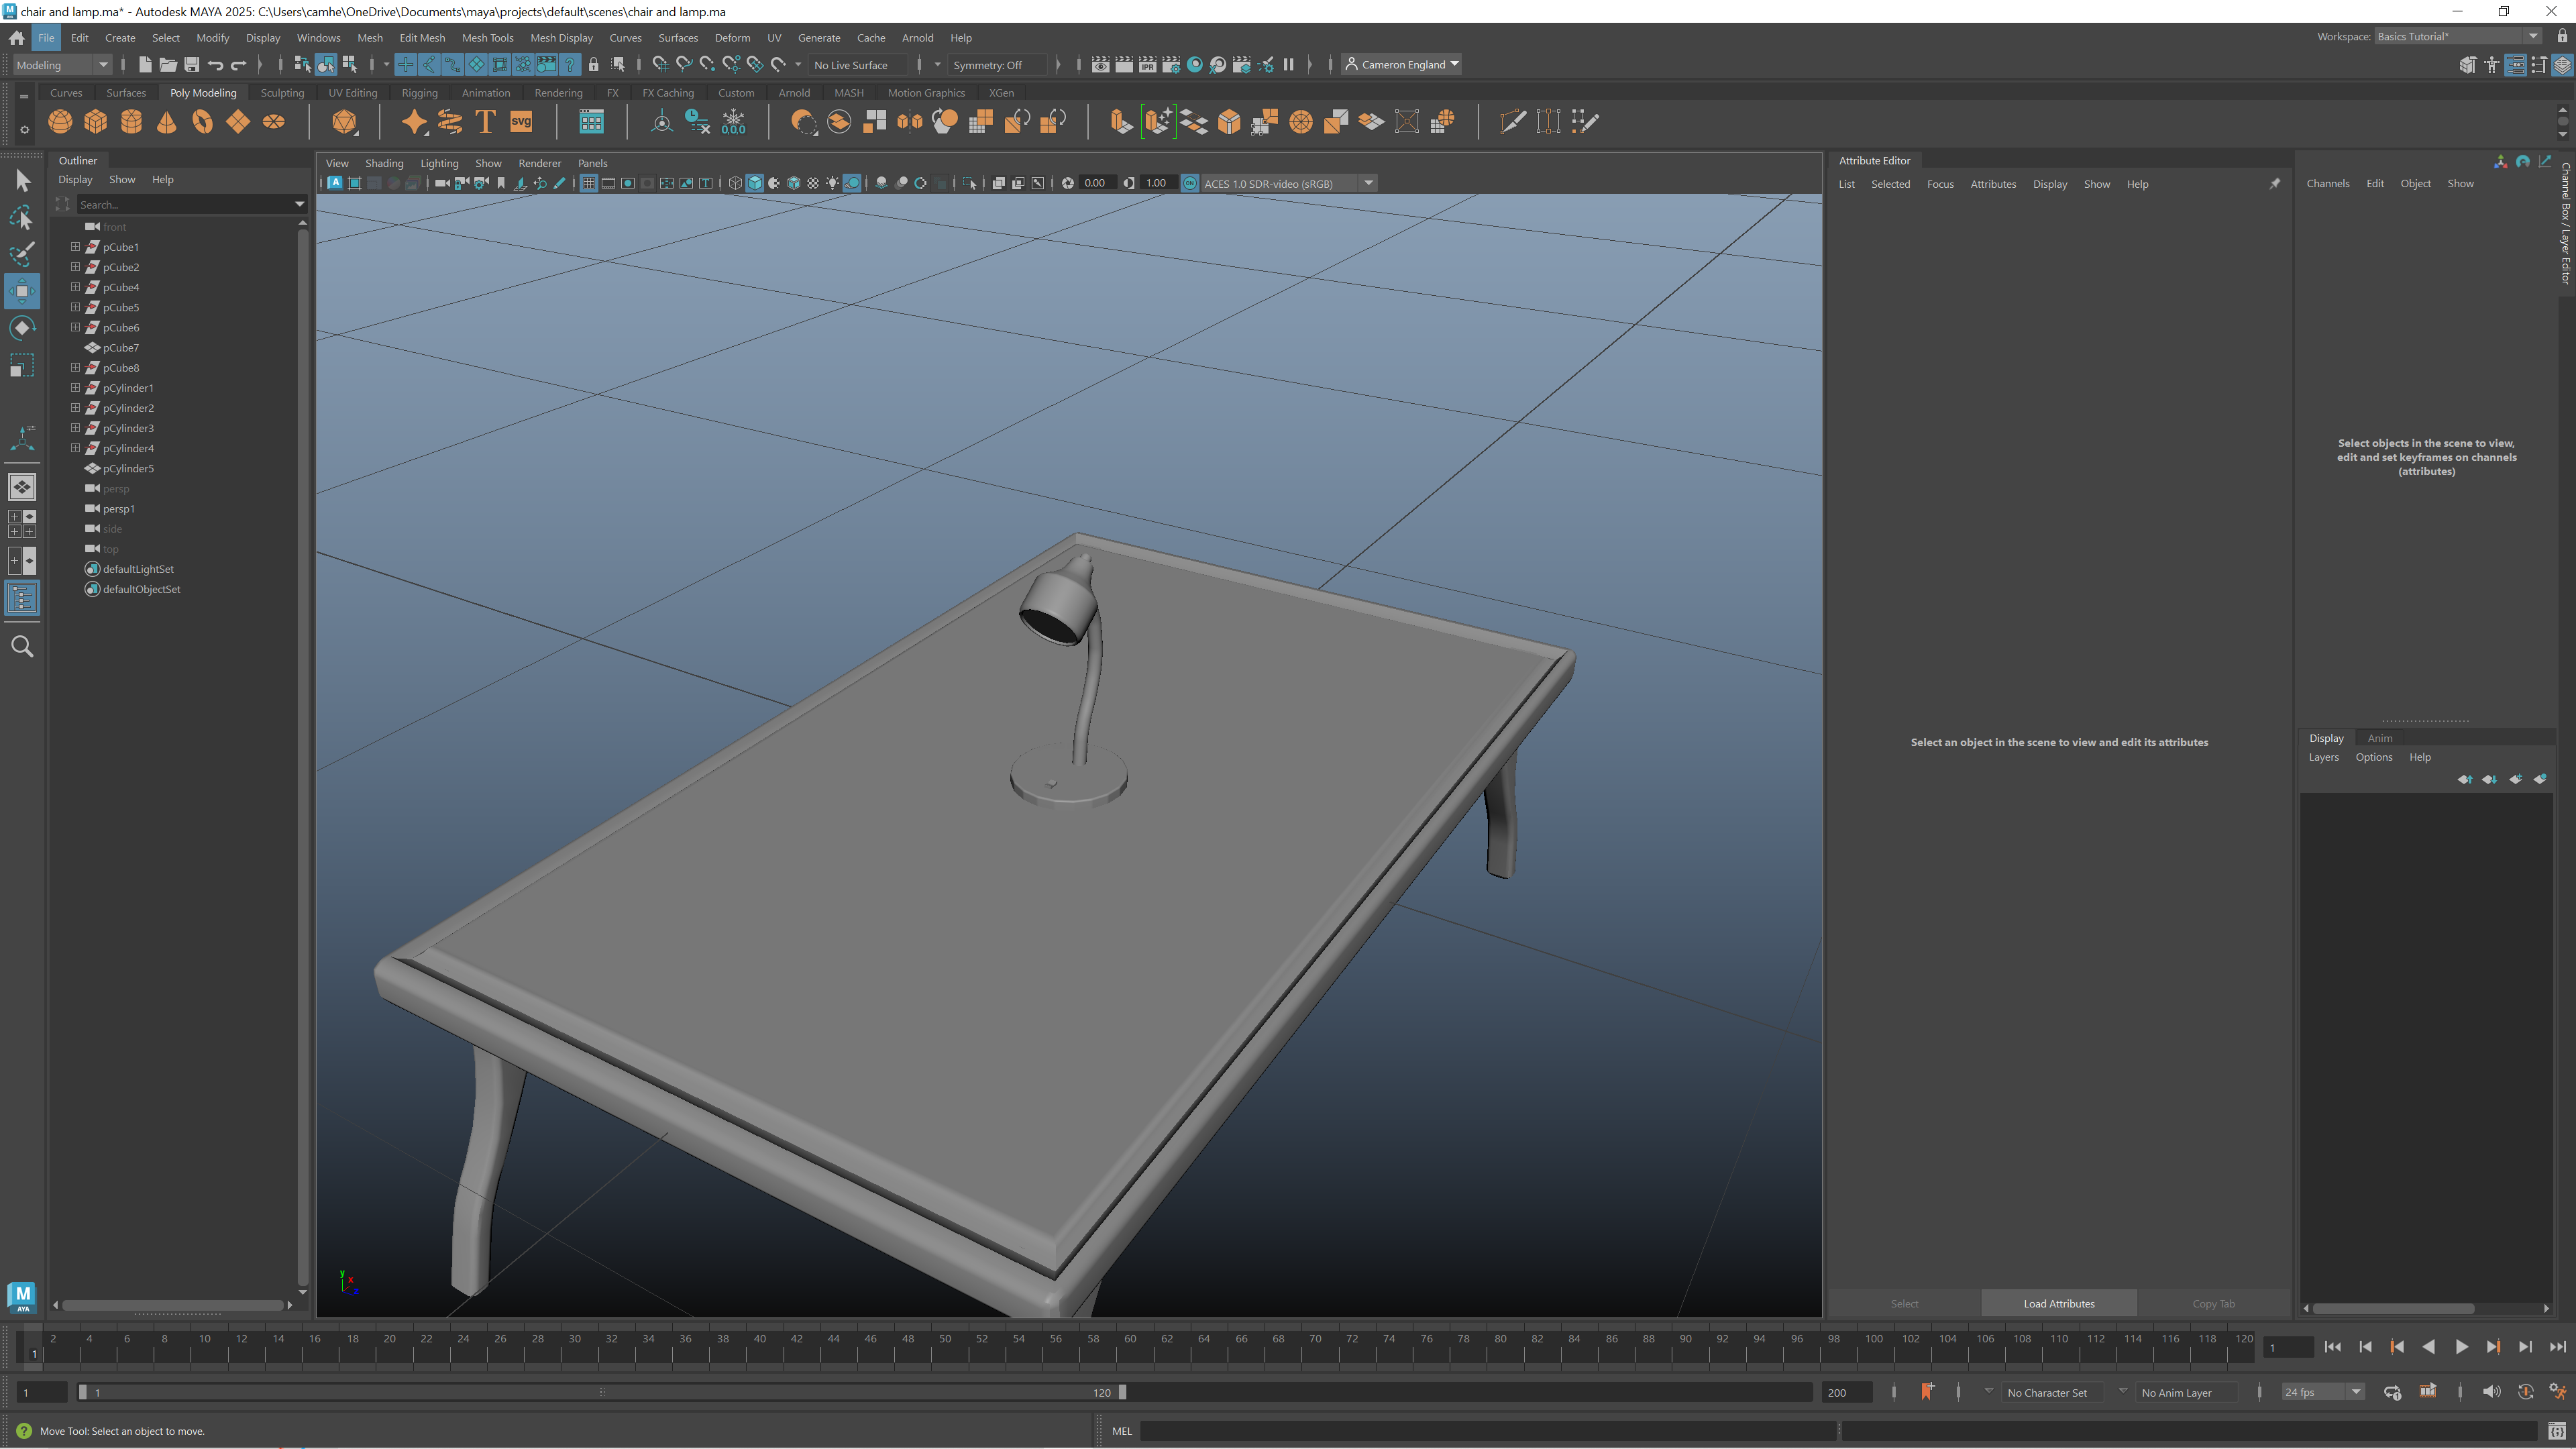 chair and lamp.ma* - Autodesk MAYA 2025: C:\Users\camhe\OneDrive\Documents\maya\projects\default\scenes\chair and lamp.ma
File Edit Create Select Modify Display Windows Mesh Edit Mesh Mesh Tools Mesh Display Curves Surfaces Deform UV Generate Cache Arnold Help
Workspace: Basics Tutorial*
Modeling
No Live Surface
Symmetry: Off
IPR
Cameron England
Curves Surfaces Poly Modeling Sculpting UV Editing Rigging Animation Rendering FX FX Caching Custom Arnold MASH Motion Graphics XGen
T
SVG
0,0,0
Outliner
Display Show Help
Search...
front
pCube1
pCube2
pCube4
pCube5
pCube6
pCube7
pCube8
pCylinder1
pCylinder2
pCylinder3
pCylinder4
pCylinder5
persp
persp1
side
top
defaultLightSet
defaultObjectSet
M
AYA
View Shading Lighting Show Renderer Panels
0.00
1.00
ON
ACES 1.0 SDR-video (sRGB)
y
x
Attribute Editor
List Selected Focus Attributes Display Show Help
Select an object in the scene to view and edit its attributes
Select
Load Attributes
Copy Tab
Channels Edit Object Show
Channel Box / Layer Editor
Select objects in the scene to view,
edit and set keyframes on channels
(attributes)
Display Anim
Layers Options Help
2 4 6 8 10 12 14 16 18 20 22 24 26 28 30 32 34 36 38 40 42 44 46 48 50 52 54 56 58 60 62 64 66 68 70 72 74 76 78 80 82 84 86 88 90 92 94 96 98 100 102 104 106 108 110 112 114 116 118 120
1
1
1
1
120
200
No Character Set
No Anim Layer
24 fps
Move Tool: Select an object to move.
MEL